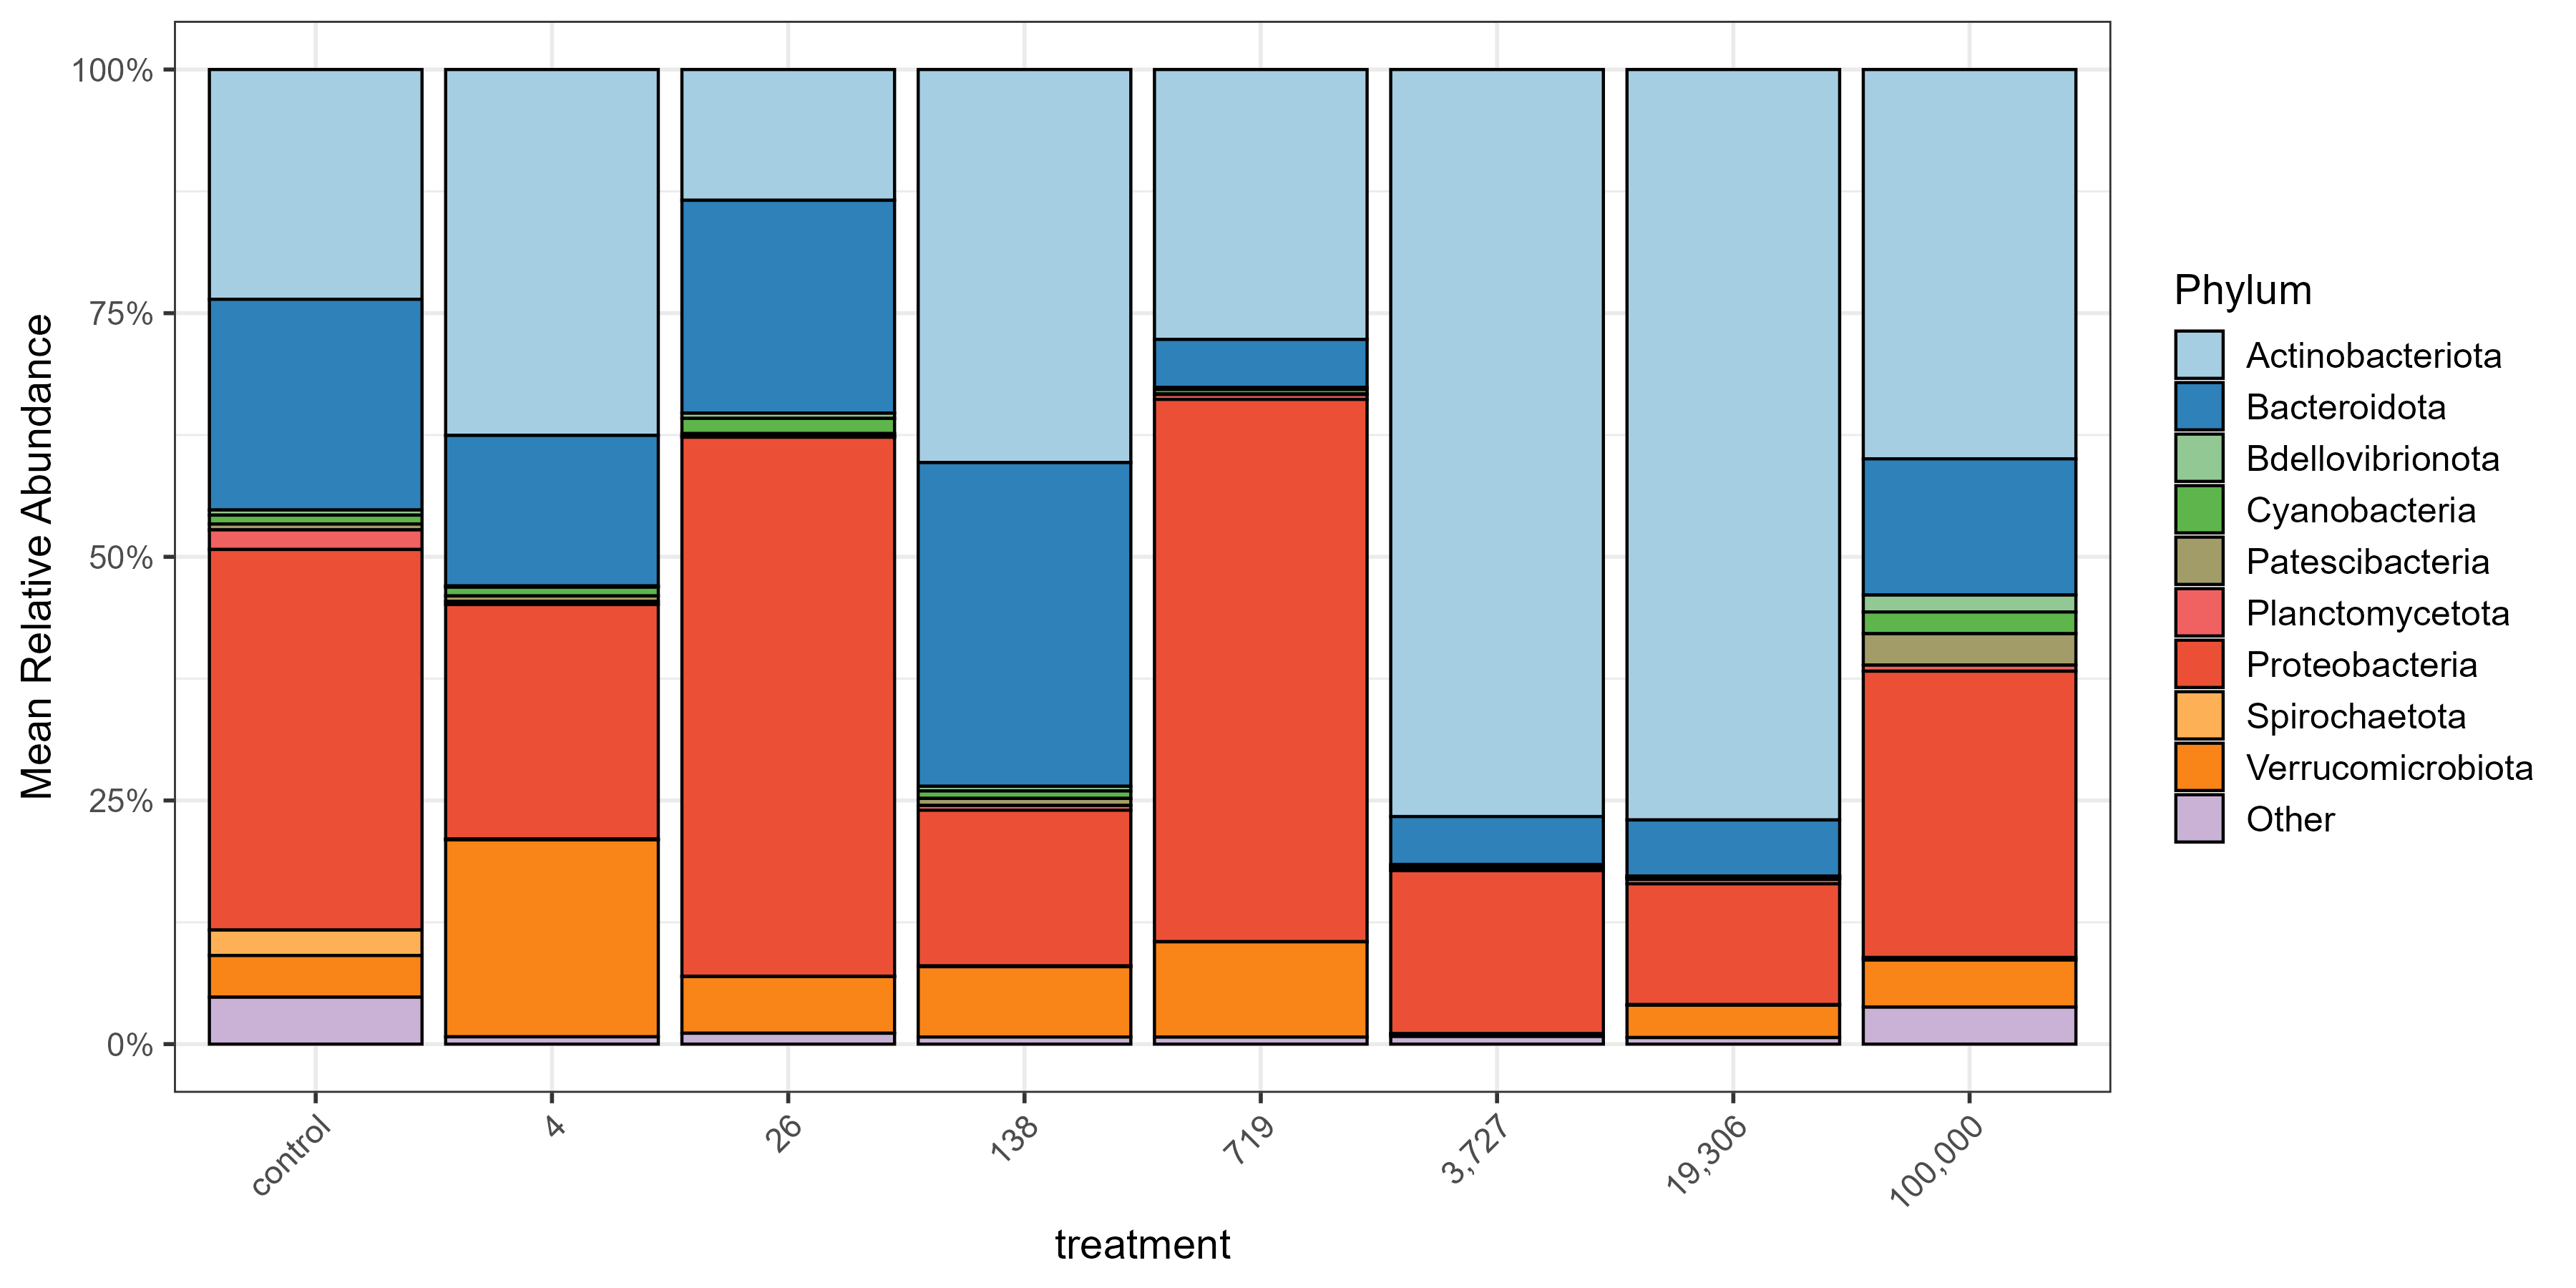 Mean Relative Abundance
100%
75%
50%
25%
0%
control
4
26
138
719
3,727
19,306
100,000
treatment
Phylum
Actinobacteriota
Bacteroidota
Bdellovibrionota
Cyanobacteria
Patescibacteria
Planctomycetota
Proteobacteria
Spirochaetota
Verrucomicrobiota
Other